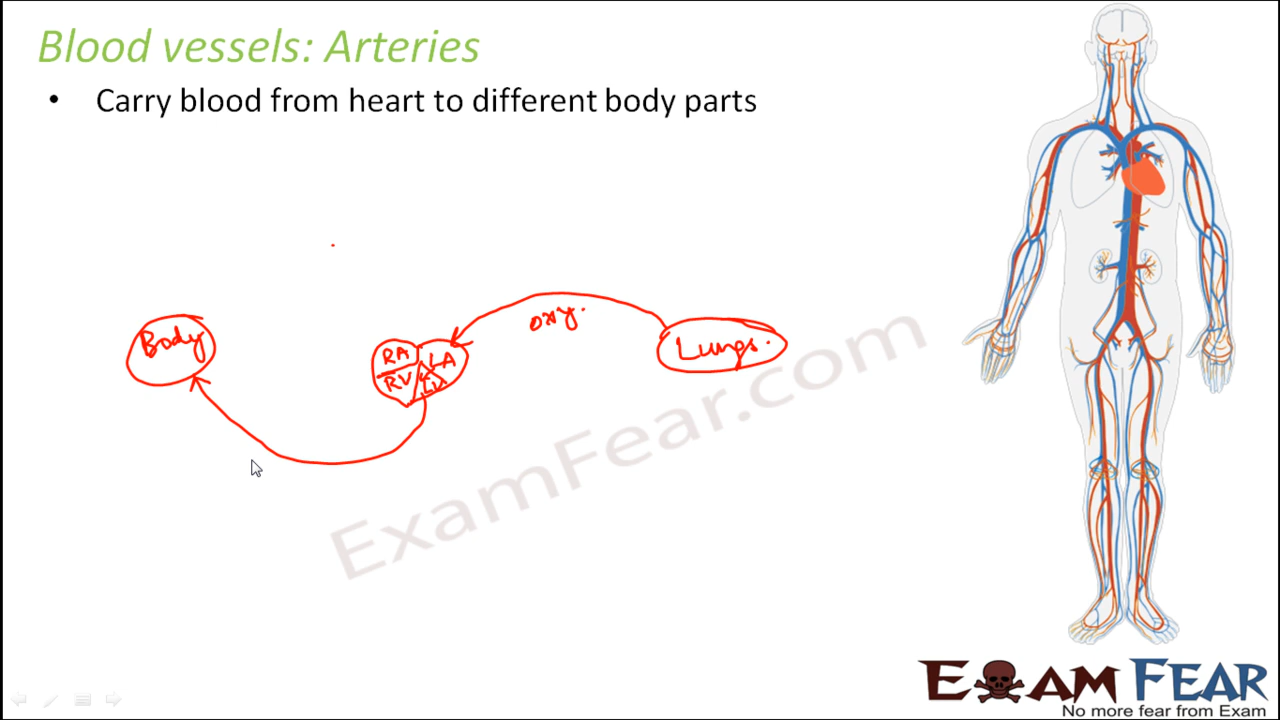 Blood vessels: Arteries
• Carry blood from heart to different body parts
oxy.
Body
RA
LA
RV
LV
Lungs.
ExamFear.com
EXAM FEAR
No more fear from Exam